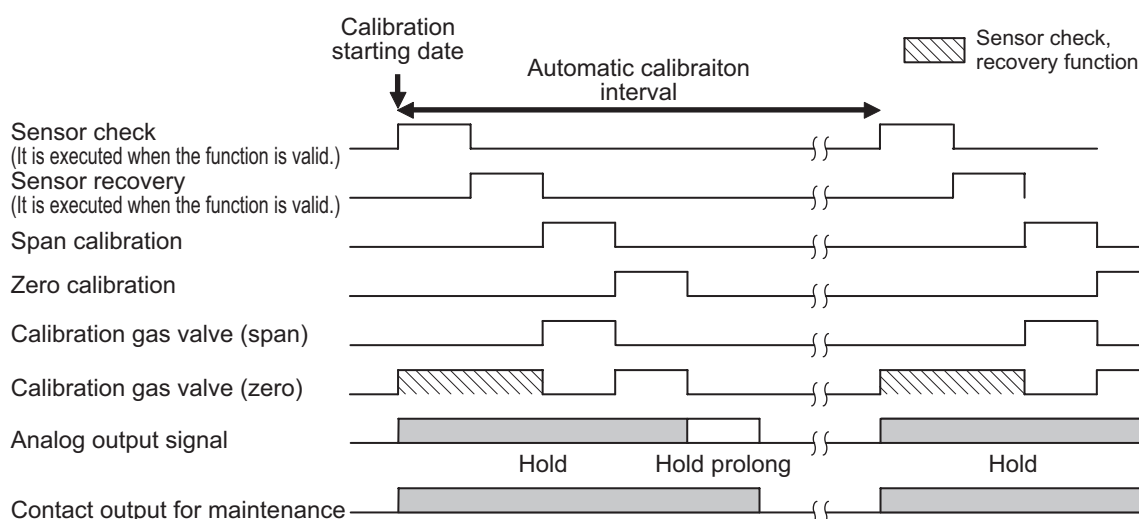 Calibration
starting date
Sensor check,
recovery function
Automatic calibraiton
interval
Sensor check
(It is executed when the function is valid.)
Sensor recovery
(It is executed when the function is valid.)
Span calibration
Zero calibration
Calibration gas valve (span)
Calibration gas valve (zero)
Analog output signal
Hold
Hold prolong
Hold
Contact output for maintenance